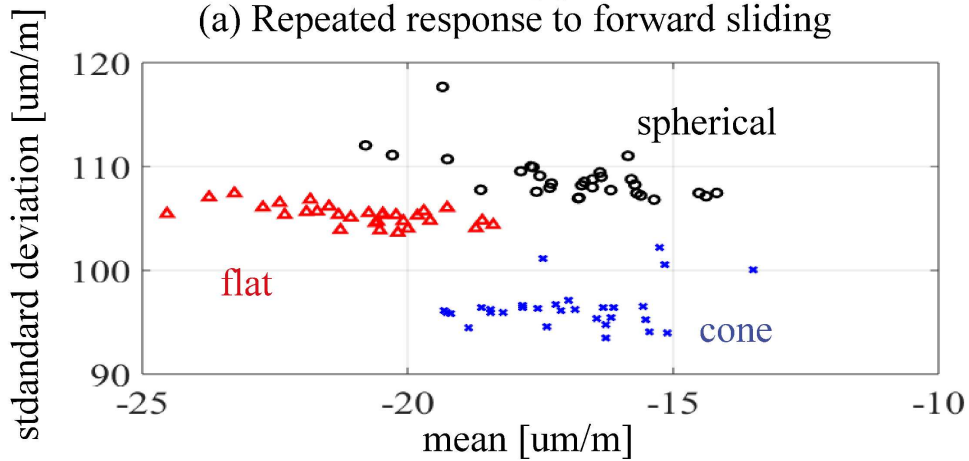 (a) Repeated response to forward sliding
stdandard deviation [um/m]
120
110
100
90
spherical
flat
cone
-25
-20
-15
-10
mean [um/m]